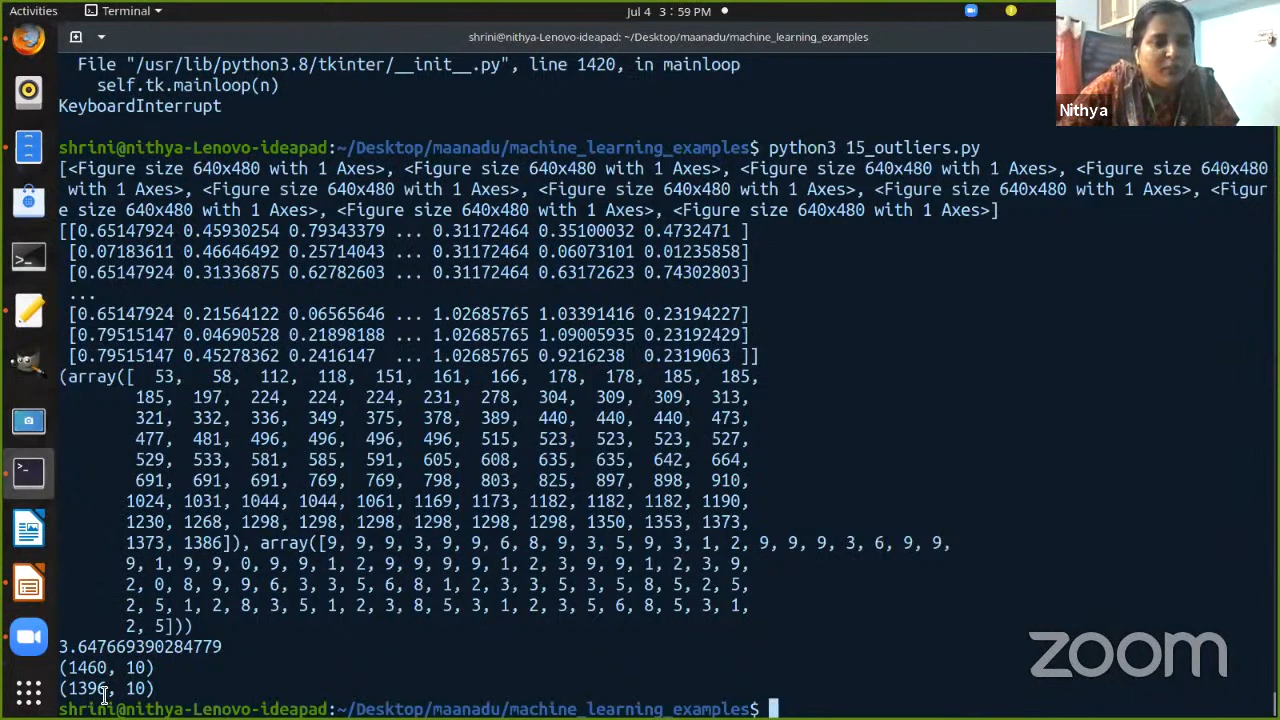 Activities
Terminal
Jul 4 3:59 PM
shrini@nithya-Lenovo-ideapad: ~/Desktop/maanadu/machine_learning_examples
Nithya
File "/usr/lib/python3.8/tkinter/__init__.py", line 1420, in mainloop
self.tk.mainloop(n)
KeyboardInterrupt
shrini@nithya-Lenovo-ideapad:~/Desktop/maanadu/machine_learning_examples$ python3 15_outliers.py
[<Figure size 640x480 with 1 Axes>, <Figure size 640x480 with 1 Axes>, <Figure size 640x480 with 1 Axes>, <Figure size 640x480
with 1 Axes>, <Figure size 640x480 with 1 Axes>, <Figure size 640x480 with 1 Axes>, <Figure size 640x480 with 1 Axes>, <Figur
e size 640x480 with 1 Axes>, <Figure size 640x480 with 1 Axes>, <Figure size 640x480 with 1 Axes>]
[[0.65147924 0.45930254 0.79343379 ... 0.31172464 0.35100032 0.4732471 ]
[0.07183611 0.46646492 0.25714043 ... 0.31172464 0.06073101 0.01235858]
[0.65147924 0.31336875 0.62782603 ... 0.31172464 0.63172623 0.74302803]
...
[0.65147924 0.21564122 0.06565646 ... 1.02685765 1.03391416 0.23194227]
[0.79515147 0.04690528 0.21898188 ... 1.02685765 1.09005935 0.23192429]
[0.79515147 0.45278362 0.2416147 ... 1.02685765 0.9216238 0.2319063 ]]
(array([ 53, 58, 112, 118, 151, 161, 166, 178, 178, 185, 185,
185, 197, 224, 224, 224, 231, 278, 304, 309, 309, 313,
321, 332, 336, 349, 375, 378, 389, 440, 440, 440, 473,
477, 481, 496, 496, 496, 496, 515, 523, 523, 523, 527,
529, 533, 581, 585, 591, 605, 608, 635, 635, 642, 664,
691, 691, 691, 769, 769, 798, 803, 825, 897, 898, 910,
1024, 1031, 1044, 1044, 1061, 1169, 1173, 1182, 1182, 1182, 1190,
1230, 1268, 1298, 1298, 1298, 1298, 1298, 1298, 1350, 1353, 1373,
1373, 1386]), array([9, 9, 9, 3, 9, 9, 6, 8, 9, 3, 5, 9, 3, 1, 2, 9, 9, 9, 3, 6, 9, 9,
9, 1, 9, 9, 0, 9, 9, 1, 2, 9, 9, 9, 9, 9, 1, 2, 3, 9, 9, 1, 2, 3, 9,
2, 0, 8, 9, 9, 6, 3, 3, 5, 6, 8, 1, 2, 3, 3, 5, 3, 5, 8, 5, 2, 5,
2, 5, 1, 2, 8, 3, 5, 1, 2, 3, 8, 5, 3, 1, 2, 3, 5, 6, 8, 5, 3, 1,
2, 5]))
3.647669390284779
(1460, 10)
(1396, 10)
shrini@nithya-Lenovo-ideapad:~/Desktop/maanadu/machine_learning_examples$
zoom